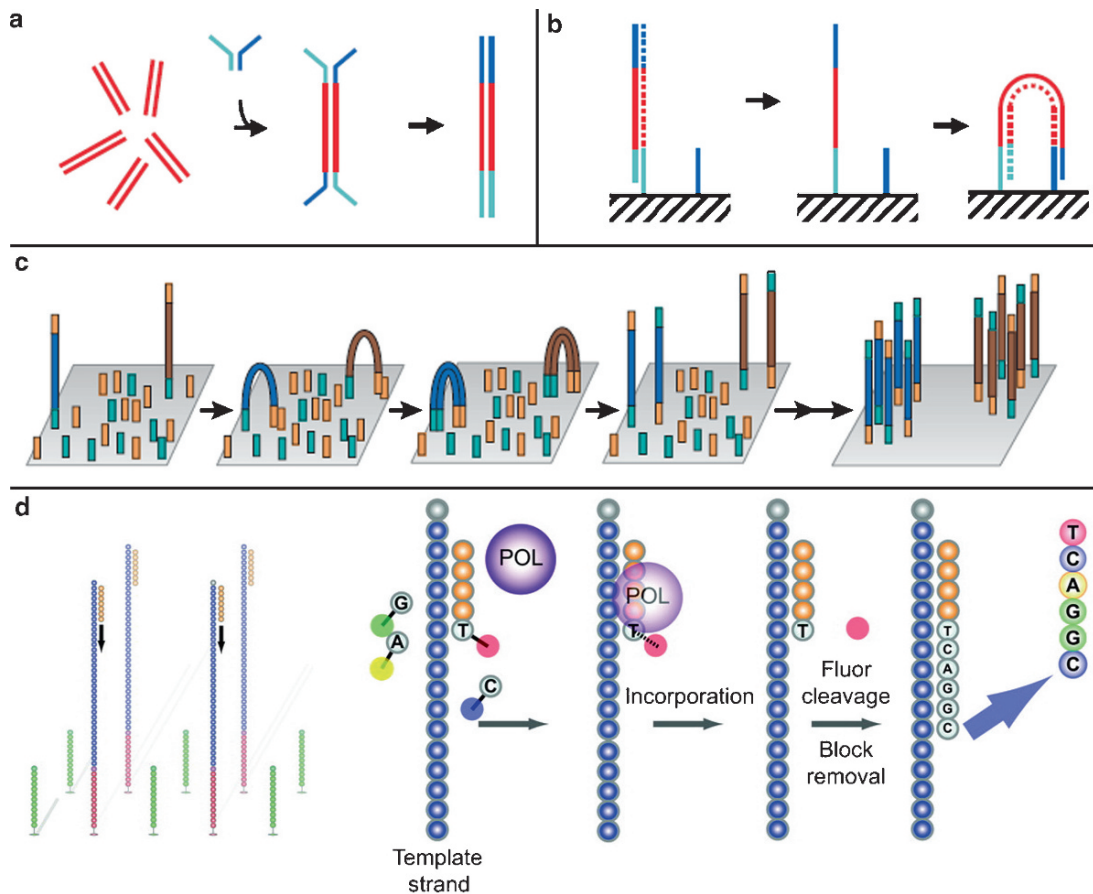 a
b
c
d
POL
G
A
T
C
POL
T
Incorporation
T
Fluor
cleavage
Block
removal
T
C
A
G
G
C
T
C
A
G
G
C
Template
strand